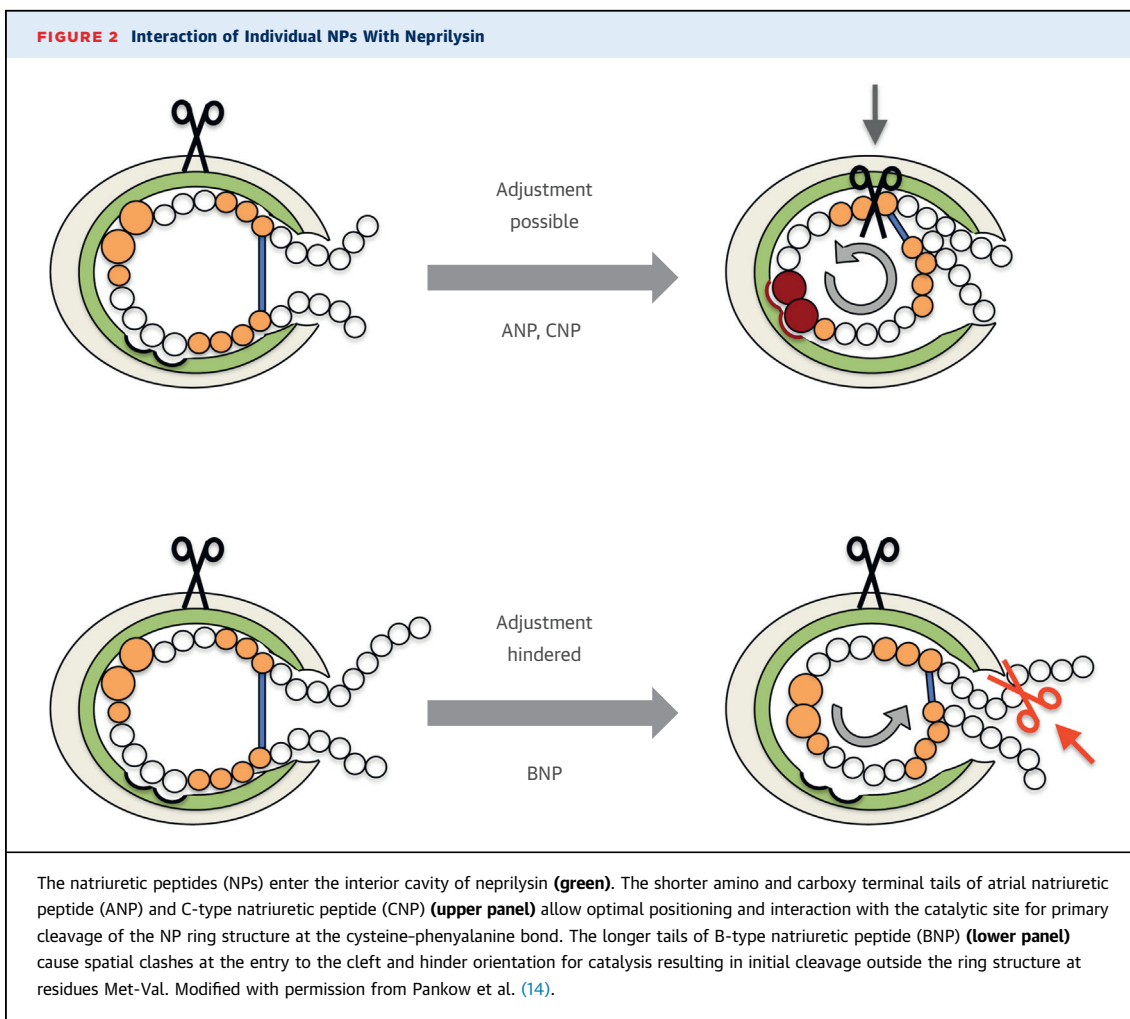 FIGURE 2 Interaction of Individual NPs With Neprilysin
Adjustment
possible
ANP, CNP
Adjustment
hindered
BNP
The natriuretic peptides (NPs) enter the interior cavity of neprilysin (green). The shorter amino and carboxy terminal tails of atrial natriuretic
peptide (ANP) and C-type natriuretic peptide (CNP) (upper panel) allow optimal positioning and interaction with the catalytic site for primary
cleavage of the NP ring structure at the cysteine–phenyalanine bond. The longer tails of B-type natriuretic peptide (BNP) (lower panel)
cause spatial clashes at the entry to the cleft and hinder orientation for catalysis resulting in initial cleavage outside the ring structure at
residues Met-Val. Modified with permission from Pankow et al. (14).